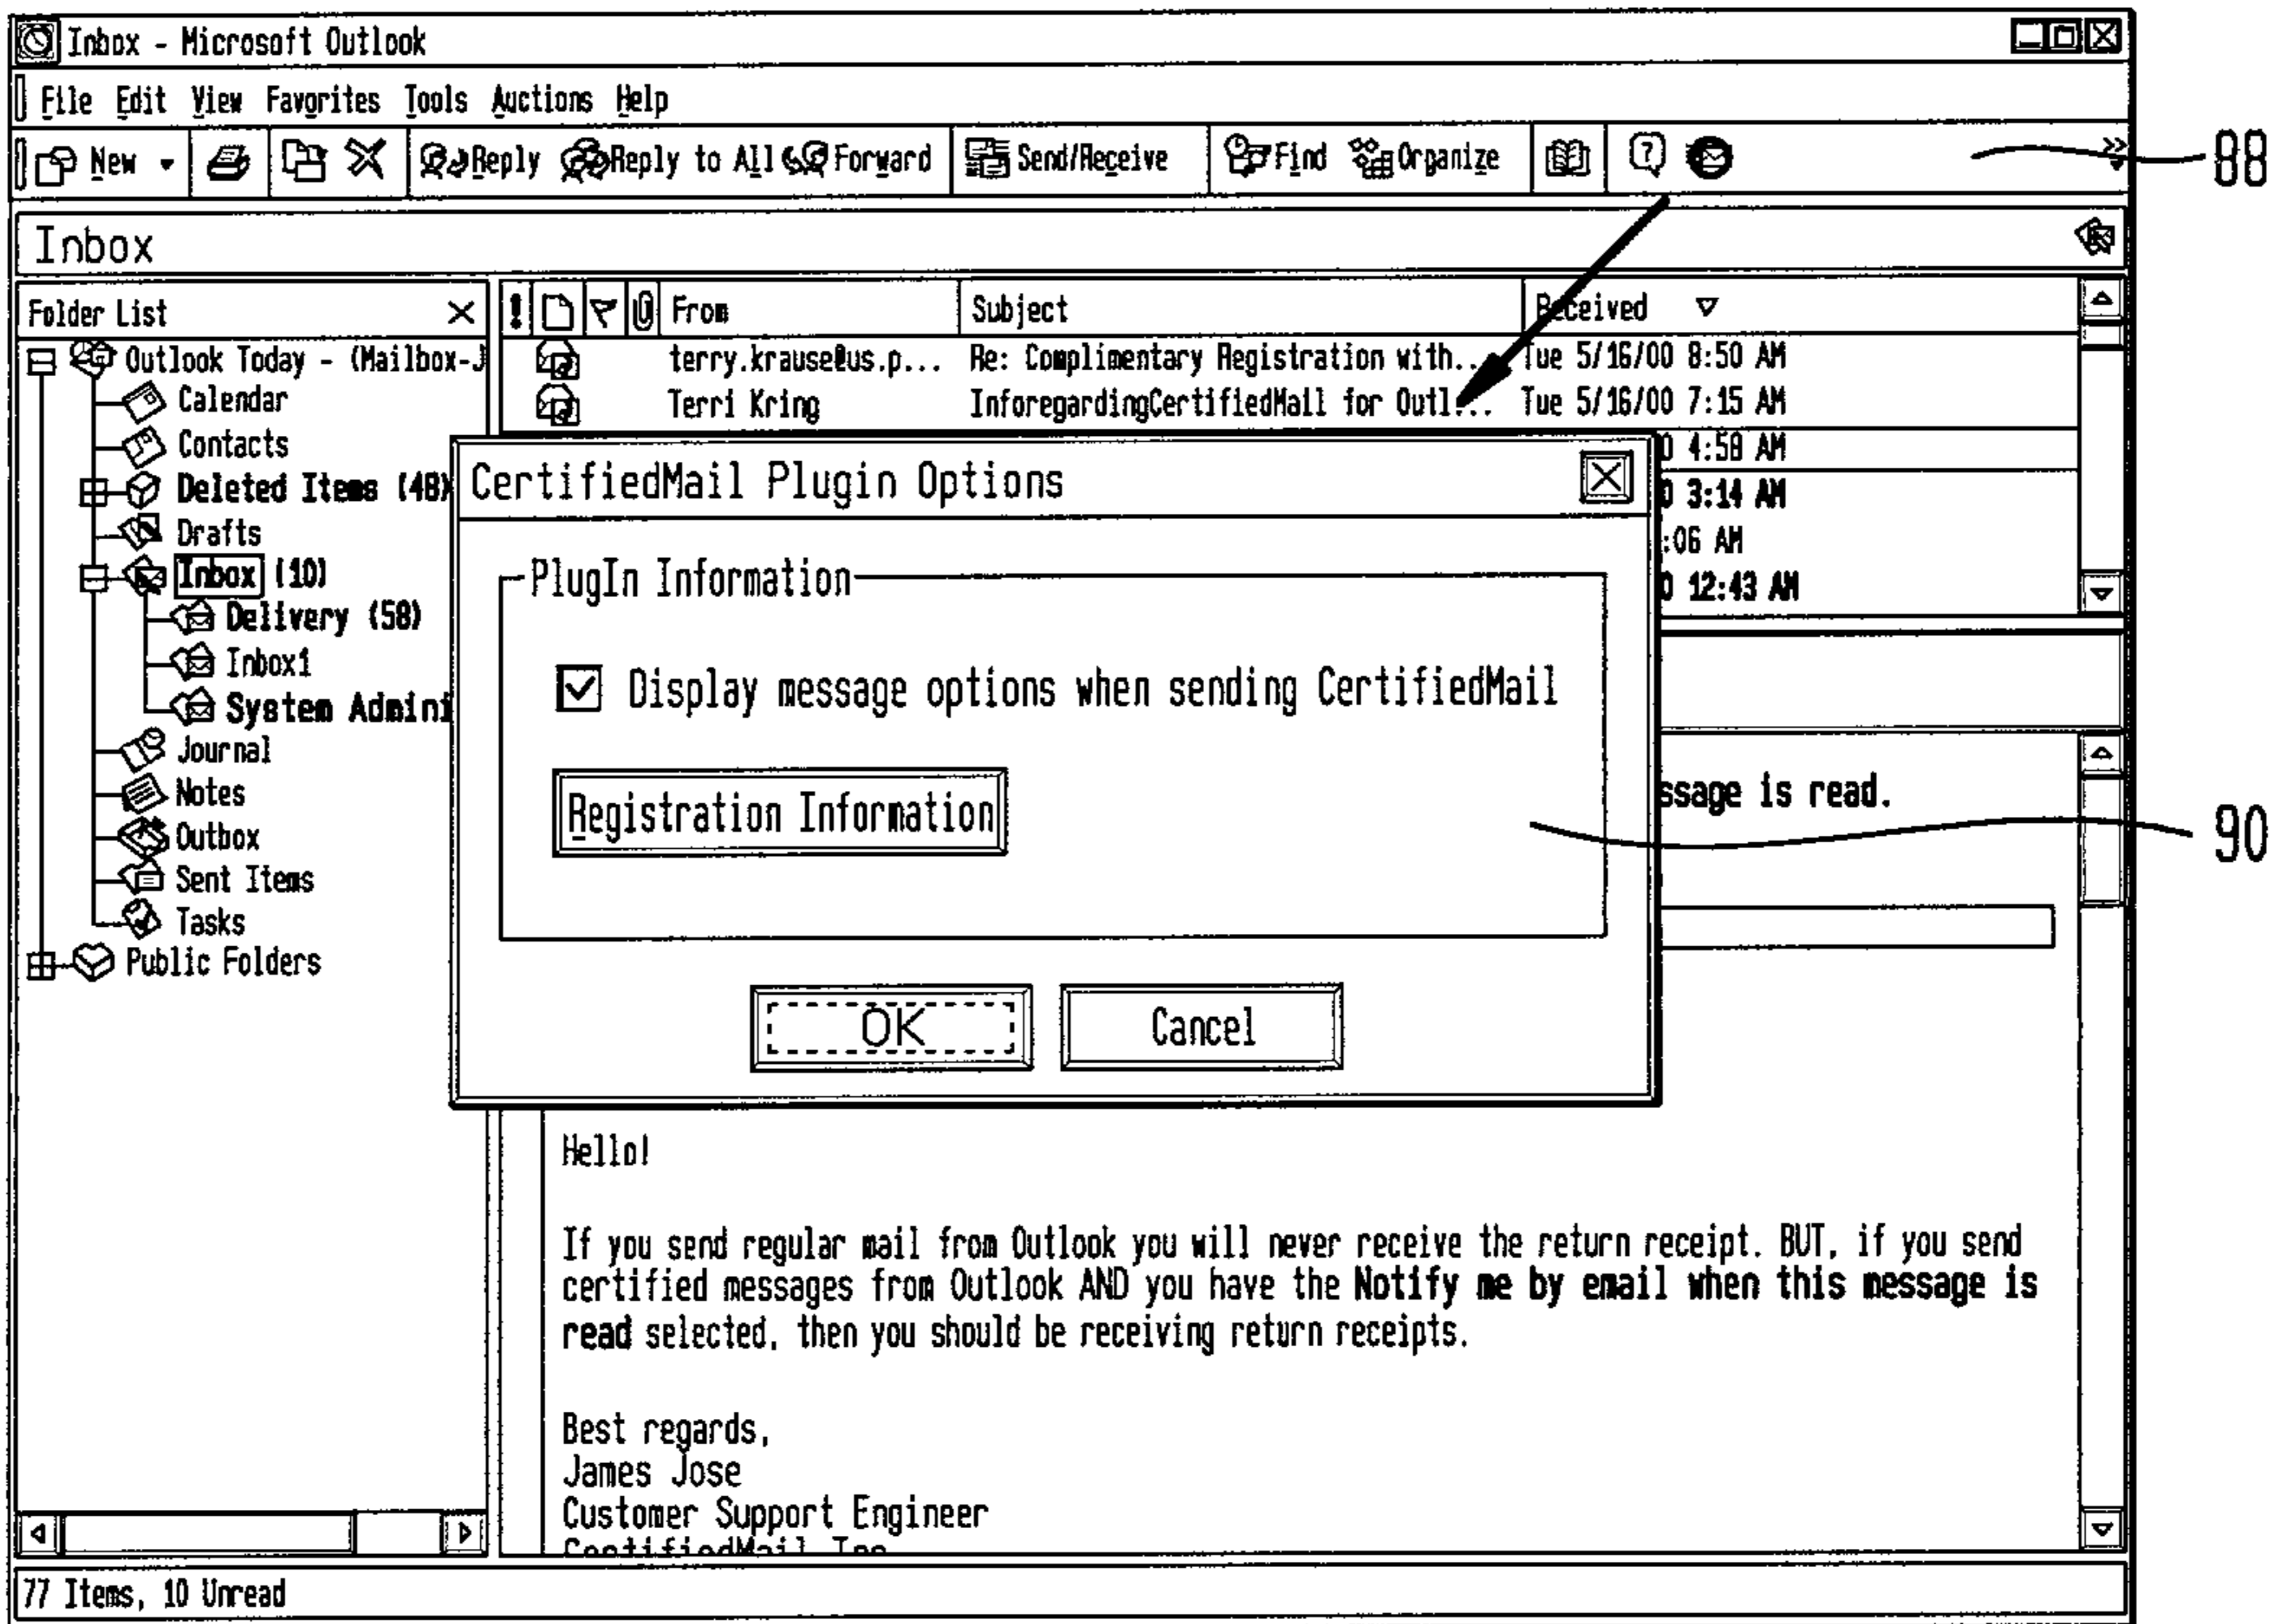 Inbox - Microsoft Outlook
File Edit View Favorites Tools Auctions Help
New Reply Reply to All Forward Send/Receive Find Organize
88
Inbox
Folder List
! From Subject Received
Outlook Today - (Mailbox-J
Calendar
Contacts
Deleted Items (48)
Drafts
Inbox (10)
Delivery (58)
Inbox1
System Admini
Journal
Notes
Outbox
Sent Items
Tasks
Public Folders
terry.krause@us.p... Re: Complimentary Registration with... Tue 5/16/00 8:50 AM
Terri Kring InforegardingCertifiedMail for Outl... Tue 5/16/00 7:15 AM
0 4:58 AM
0 3:14 AM
:06 AM
0 12:43 AM
CertifiedMail Plugin Options
PlugIn Information
Display message options when sending CertifiedMail
Registration Information
OK Cancel
ssage is read.
90
Hello!
If you send regular mail from Outlook you will never receive the return receipt. BUT, if you send
certified messages from Outlook AND you have the Notify me by email when this message is
read selected, then you should be receiving return receipts.
Best regards,
James Jose
Customer Support Engineer
77 Items, 10 Unread